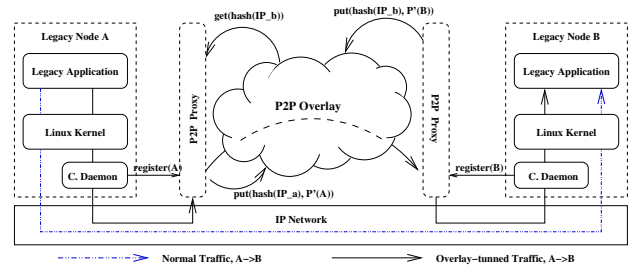 get(hash(IP_b))
put(hash(IP_b), P'(B))
Legacy Node A
Legacy Node B
Legacy Application
Legacy Application
P2P Proxy
P2P Overlay
P2P Proxy
Linux Kernel
Linux Kernel
C. Daemon
register(A)
register(B)
C. Daemon
put(hash(IP_a), P'(A))
IP Network
Normal Traffic, A->B
Overlay-tunned Traffic, A->B